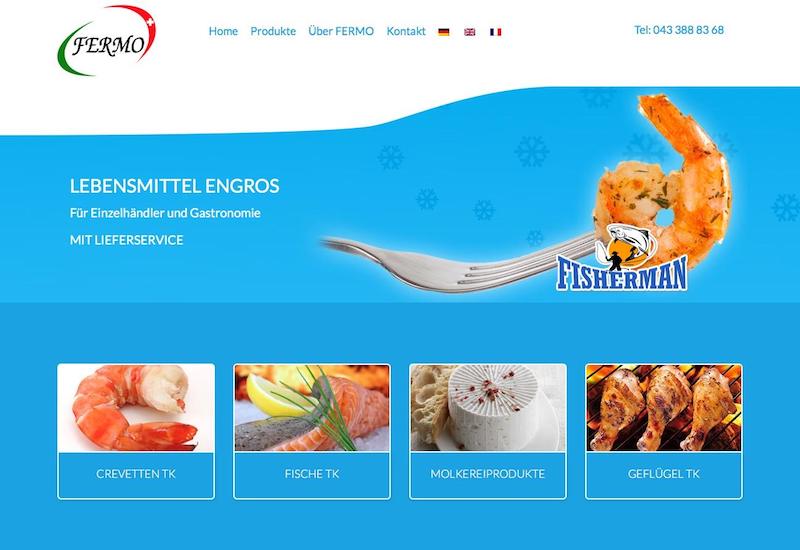 FERMO
Home Produkte Über FERMO Kontakt
Tel: 043 388 83 68
LEBENSMITTEL ENGROS
Für Einzelhändler und Gastronomie
MIT LIEFERSERVICE
FISHERMAN
CREVETTEN TK
FISCHE TK
MOLKEREIPRODUKTE
GEFLÜGEL TK